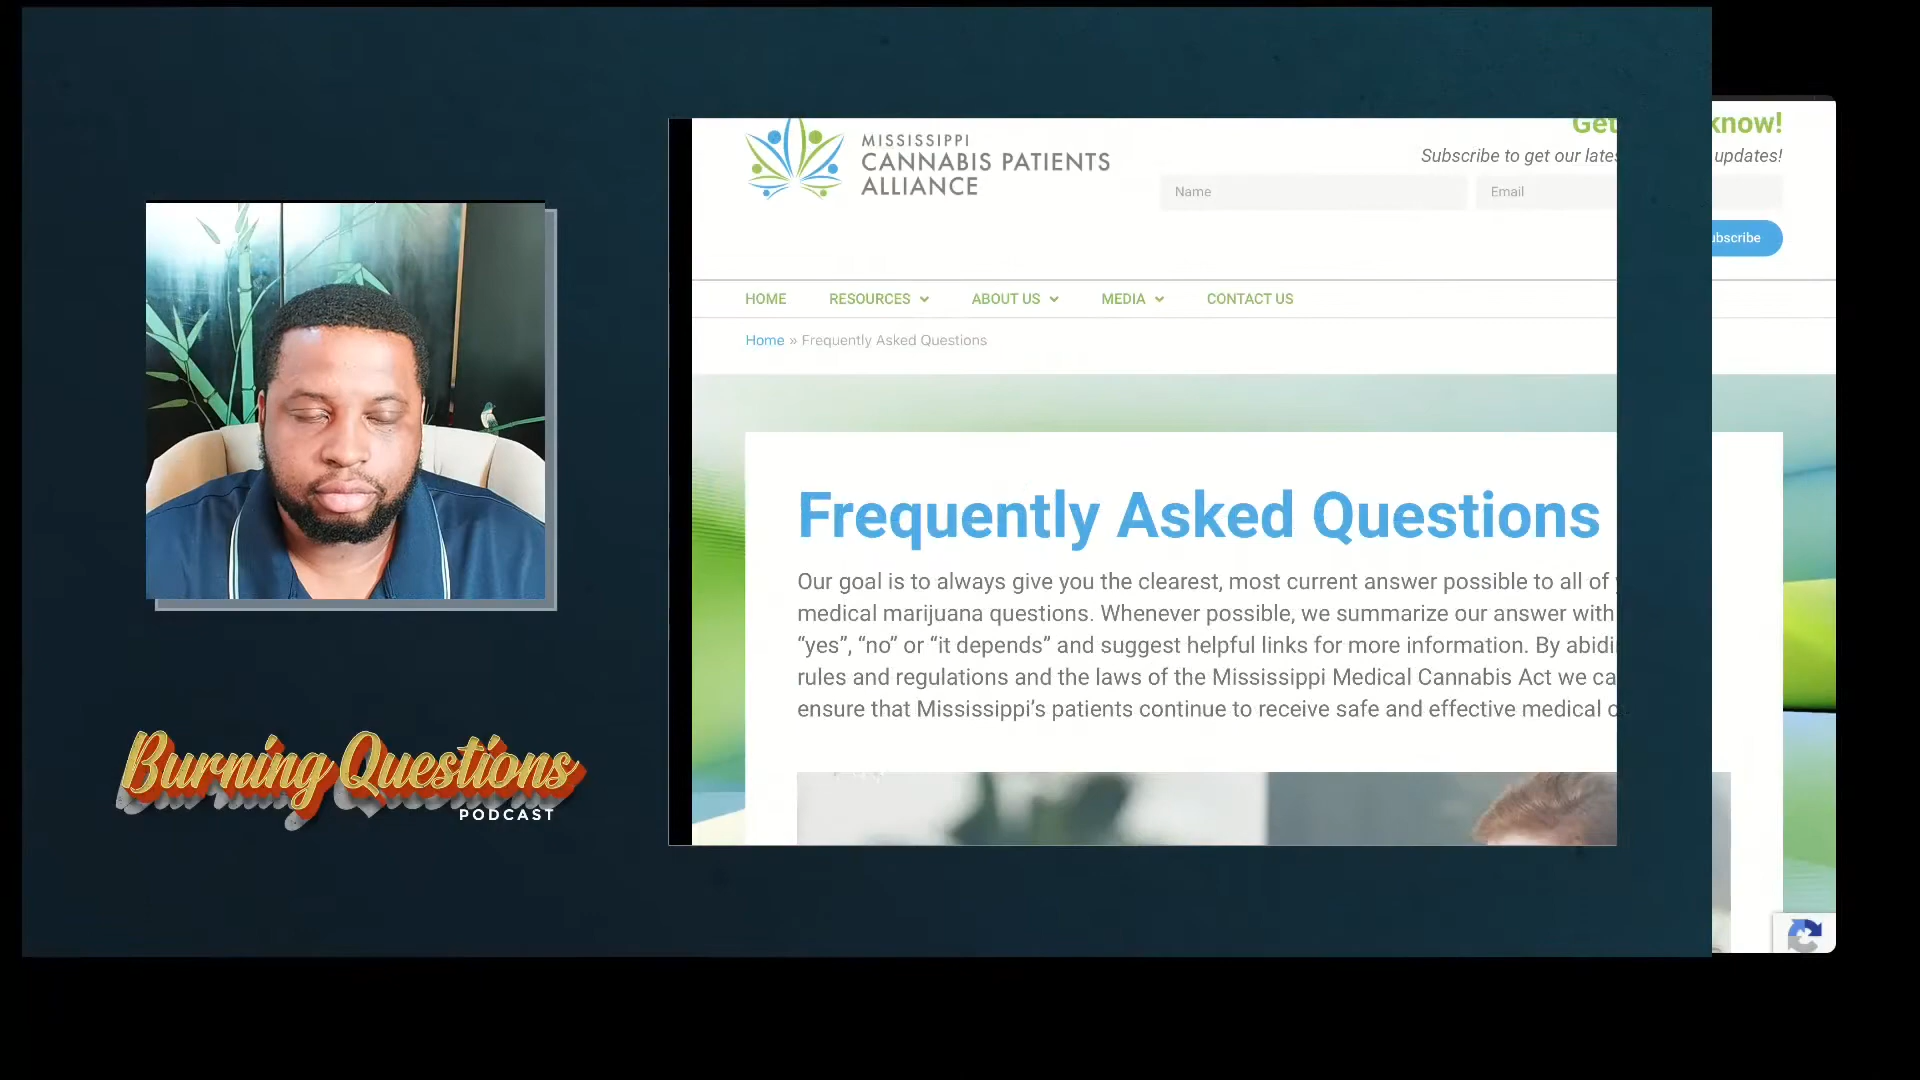 MISSISSIPPI
CANNABIS PATIENTS
ALLIANCE
Get know!
Subscribe to get our updates!
Name
Email
HOME
RESOURCES
ABOUT US
MEDIA
CONTACT US
Home » Frequently Asked Questions
Frequently Asked Questions
Our goal is to always give you the clearest, most current answer possible to all of
medical marijuana questions. Whenever possible, we summarize our answer with
“yes”, “no” or “it depends” and suggest helpful links for more information. By
rules and regulations and the laws of the Mississippi Medical Cannabis Act we
ensure that Mississippi’s patients continue to receive safe and effective medical
Burning Questions
PODCAST